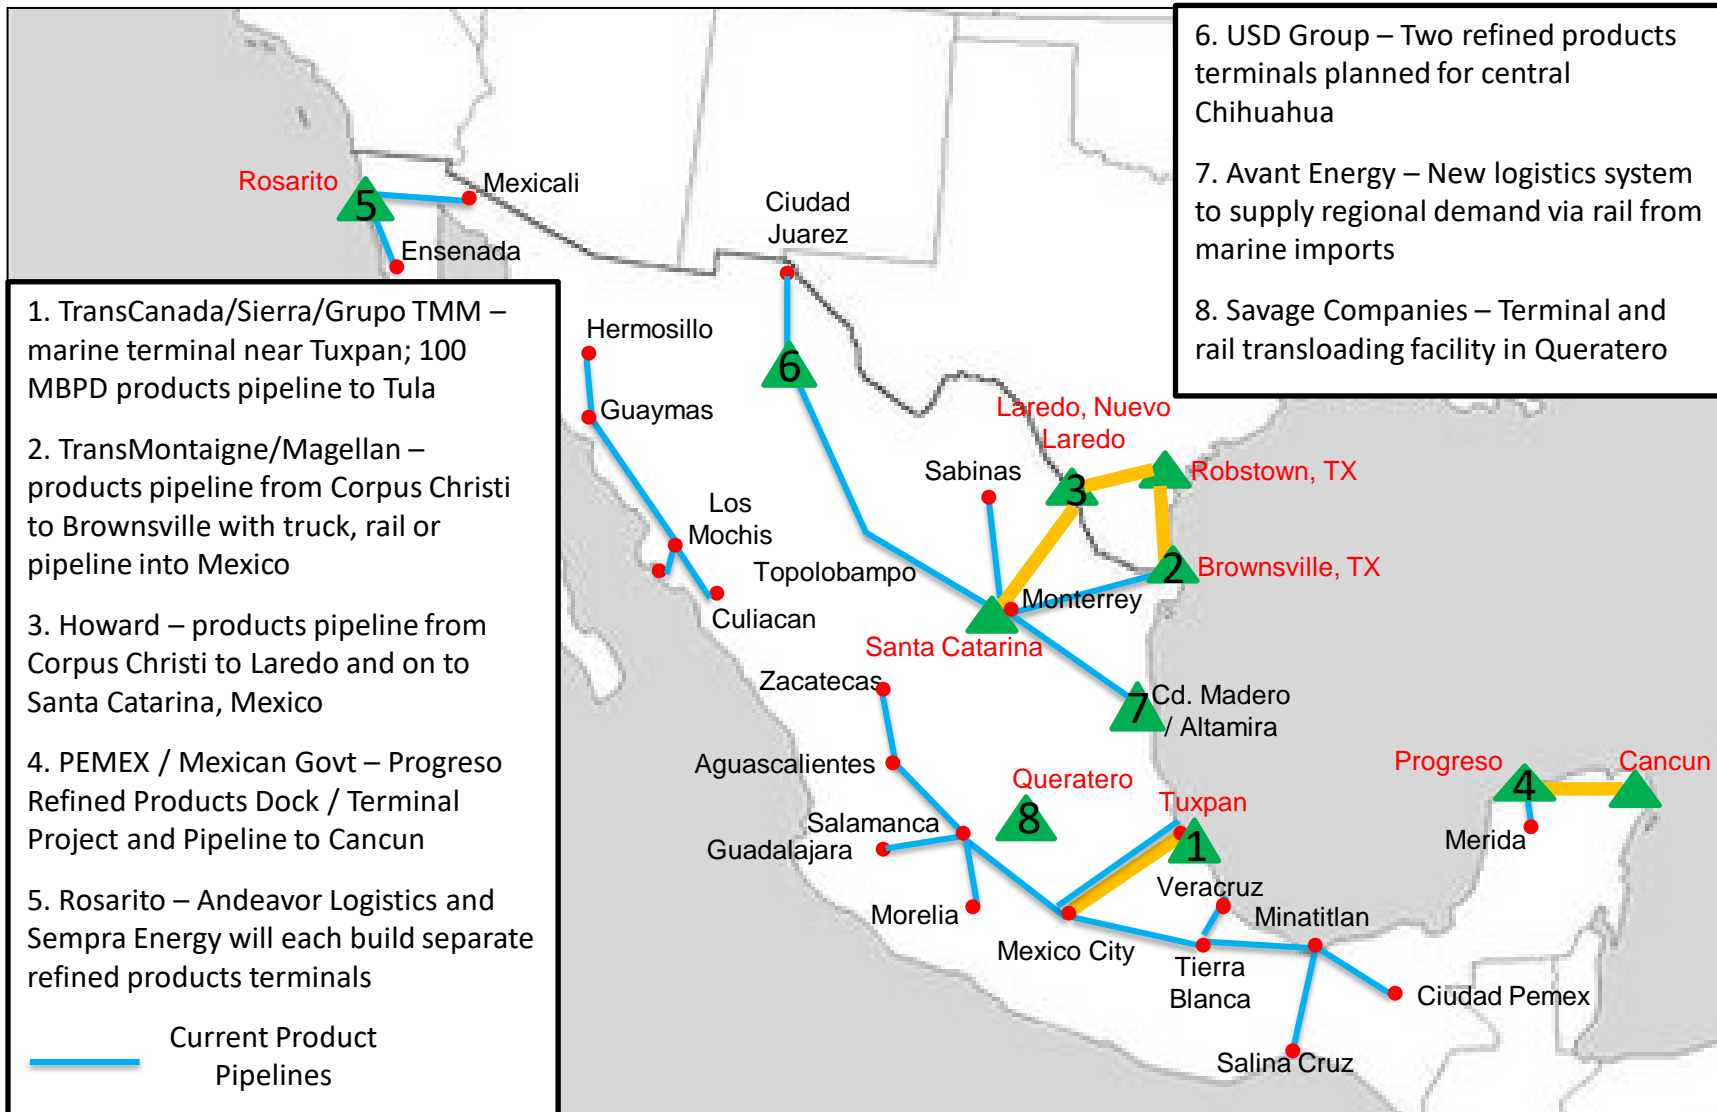 6. USD Group – Two refined products
terminals planned for central
Chihuahua
7. Avant Energy – New logistics system
to supply regional demand via rail from
marine imports
8. Savage Companies – Terminal and
rail transloading facility in Queratero
Rosarito
5
Mexicali
Ensenada
Ciudad
Juarez
1. TransCanada/Sierra/Grupo TMM –
marine terminal near Tuxpan; 100
MBPD products pipeline to Tula
2. TransMontaigne/Magellan –
products pipeline from Corpus Christi
to Brownsville with truck, rail or
pipeline into Mexico
3. Howard – products pipeline from
Corpus Christi to Laredo and on to
Santa Catarina, Mexico
4. PEMEX / Mexican Govt – Progreso
Refined Products Dock / Terminal
Project and Pipeline to Cancun
5. Rosarito – Andeavor Logistics and
Sempra Energy will each build separate
refined products terminals
Current Product
Pipelines
Hermosillo
6
Guaymas
Laredo, Nuevo
Laredo
Sabinas
3
Robstown, TX
Los
Mochis
Topolobampo
2
Brownsville, TX
Culiacan
Monterrey
Santa Catarina
Zacatecas
7
Cd. Madero
/ Altamira
Aguascalientes
Queratero
8
Tuxpan
1
Progreso
4
Cancun
Merida
Salamanca
Guadalajara
Morelia
Veracruz
Mexico City
Minatitlan
Tierra
Blanca
Ciudad Pemex
Salina Cruz